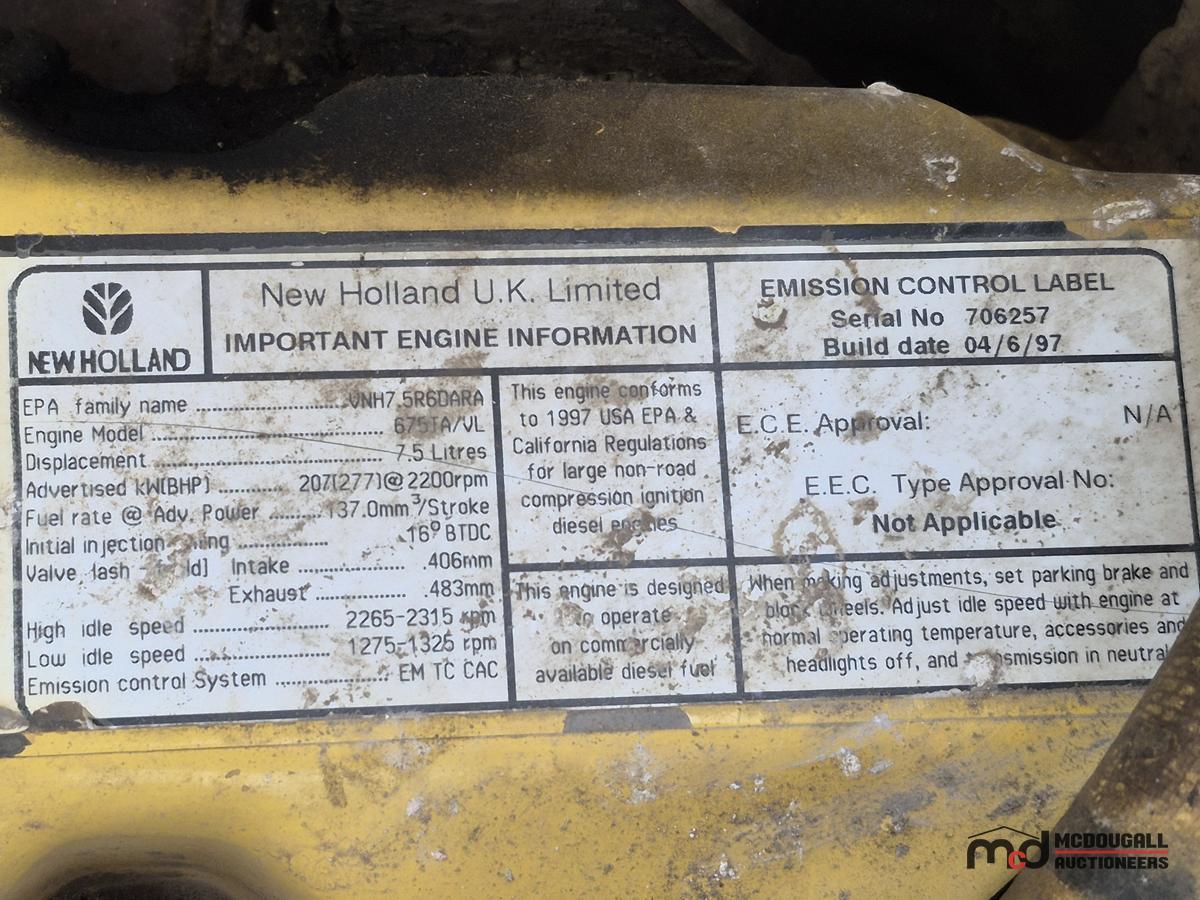 NEW HOLLAND
New Holland U.K. Limited
IMPORTANT ENGINE INFORMATION
EMISSION CONTROL LABEL
Serial No 706257
Build date 04/6/97
EPA family name ........ VNH7.5R6DARA
Engine Model ........ 675TA/VL
Displacement ........ 7.5 Litres
Advertised kW[BHP] ........ 207[277]@2200rpm
Fuel rate @ Adv. Power ........ 137.0mm³/Stroke
Initial injection ........ 16º BTDC
Valve lash Intake ........ .406mm
Exhaust ........ .483mm
High idle speed ........ 2265-2315 rpm
Low idle speed ........ 1275-1325 rpm
Emission control System ........ EM TC CAC
This engine conforms
to 1997 USA EPA &
California Regulations
for large non-road
compression ignition
diesel engines
This engine is designed
to operate
on commercially
available diesel fuel
E.C.E. Approval: N/A
E.E.C. Type Approval No:
Not Applicable
When making adjustments, set parking brake and
block wheels. Adjust idle speed with engine at
normal operating temperature, accessories and
headlights off, and transmission in neutral
mcd MCDOUGALL
AUCTIONEERS